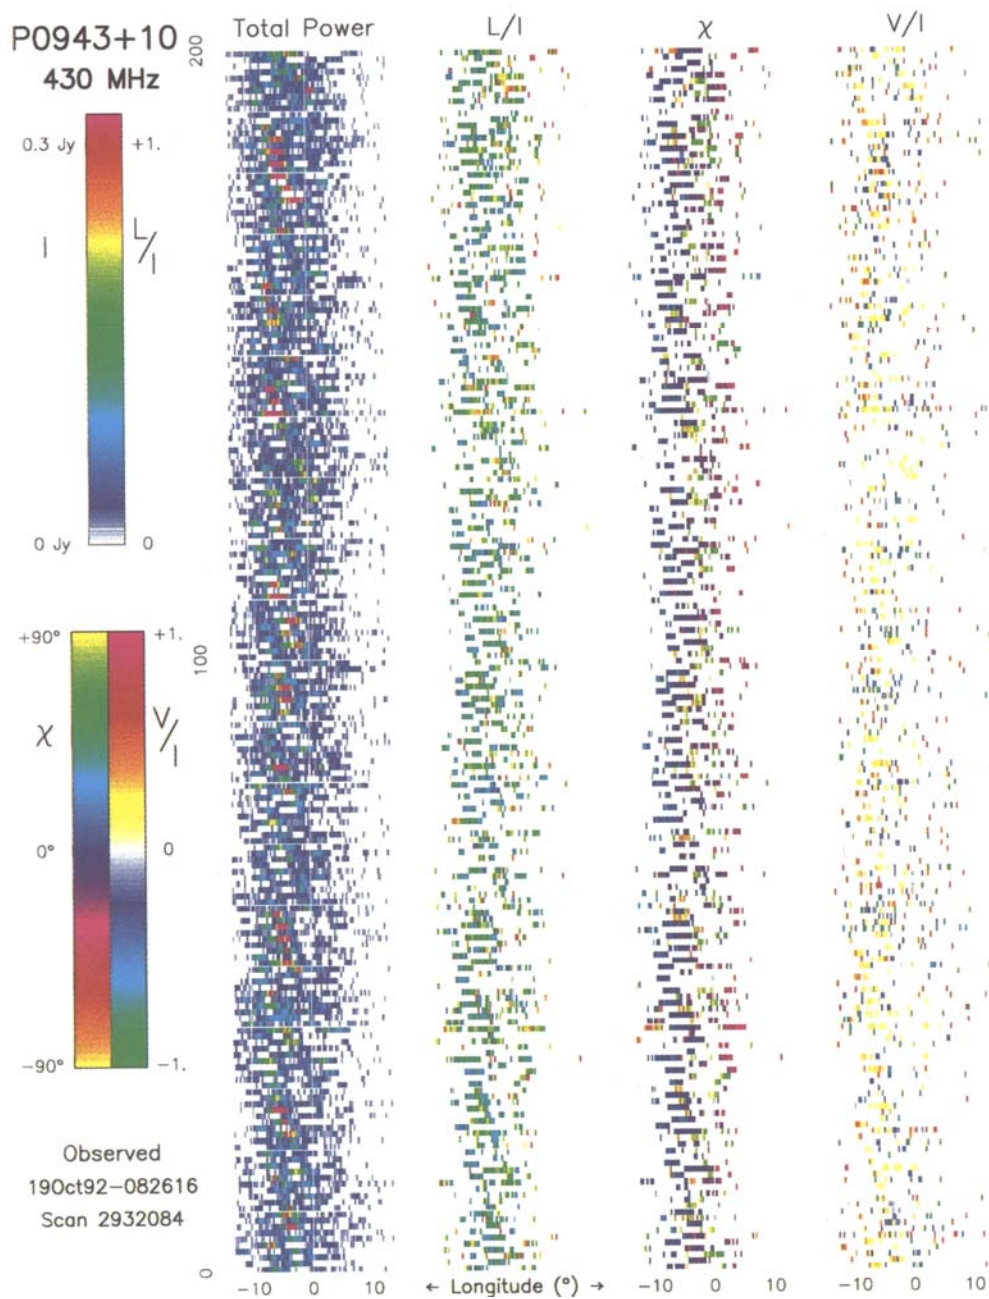 P0943+10
430 MHz
Total Power
L/I
χ
V/I
200
100
0
0.3 Jy
+1.
I
L/I
0 Jy
0
+90°
+1.
χ
V/I
0°
0
-90°
-1.
Observed
19Oct92-082616
Scan 2932084
-10 0 10
← Longitude (°) →
-10 0 10
-10 0 10